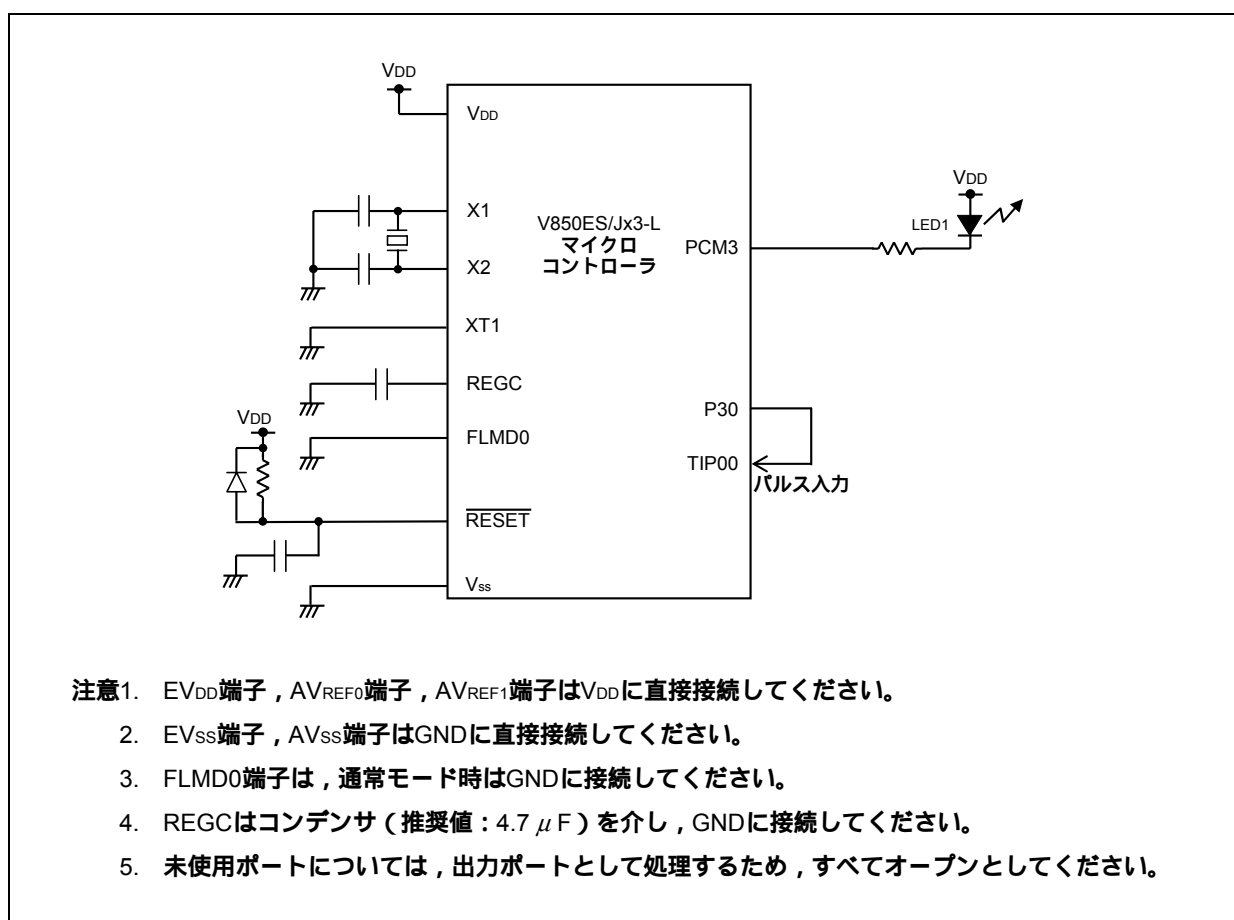 VDD
VDD
X1
V850ES/Jx3-L
マイクロ
コントローラ
VDD
LED1
PCM3
X2
XT1
REGC
P30
VDD
FLMD0
TIP00
パルス入力
RESET
Vss
注意1. EVDD端子，AVREF0端子，AVREF1端子はVDDに直接接続してください。
2. EVss端子，AVss端子はGNDに直接接続してください。
3. FLMD0端子は，通常モード時はGNDに接続してください。
4. REGCはコンデンサ（推奨値：4.7 μF）を介し，GNDに接続してください。
5. 未使用ポートについては，出力ポートとして処理するため，すべてオープンとしてください。